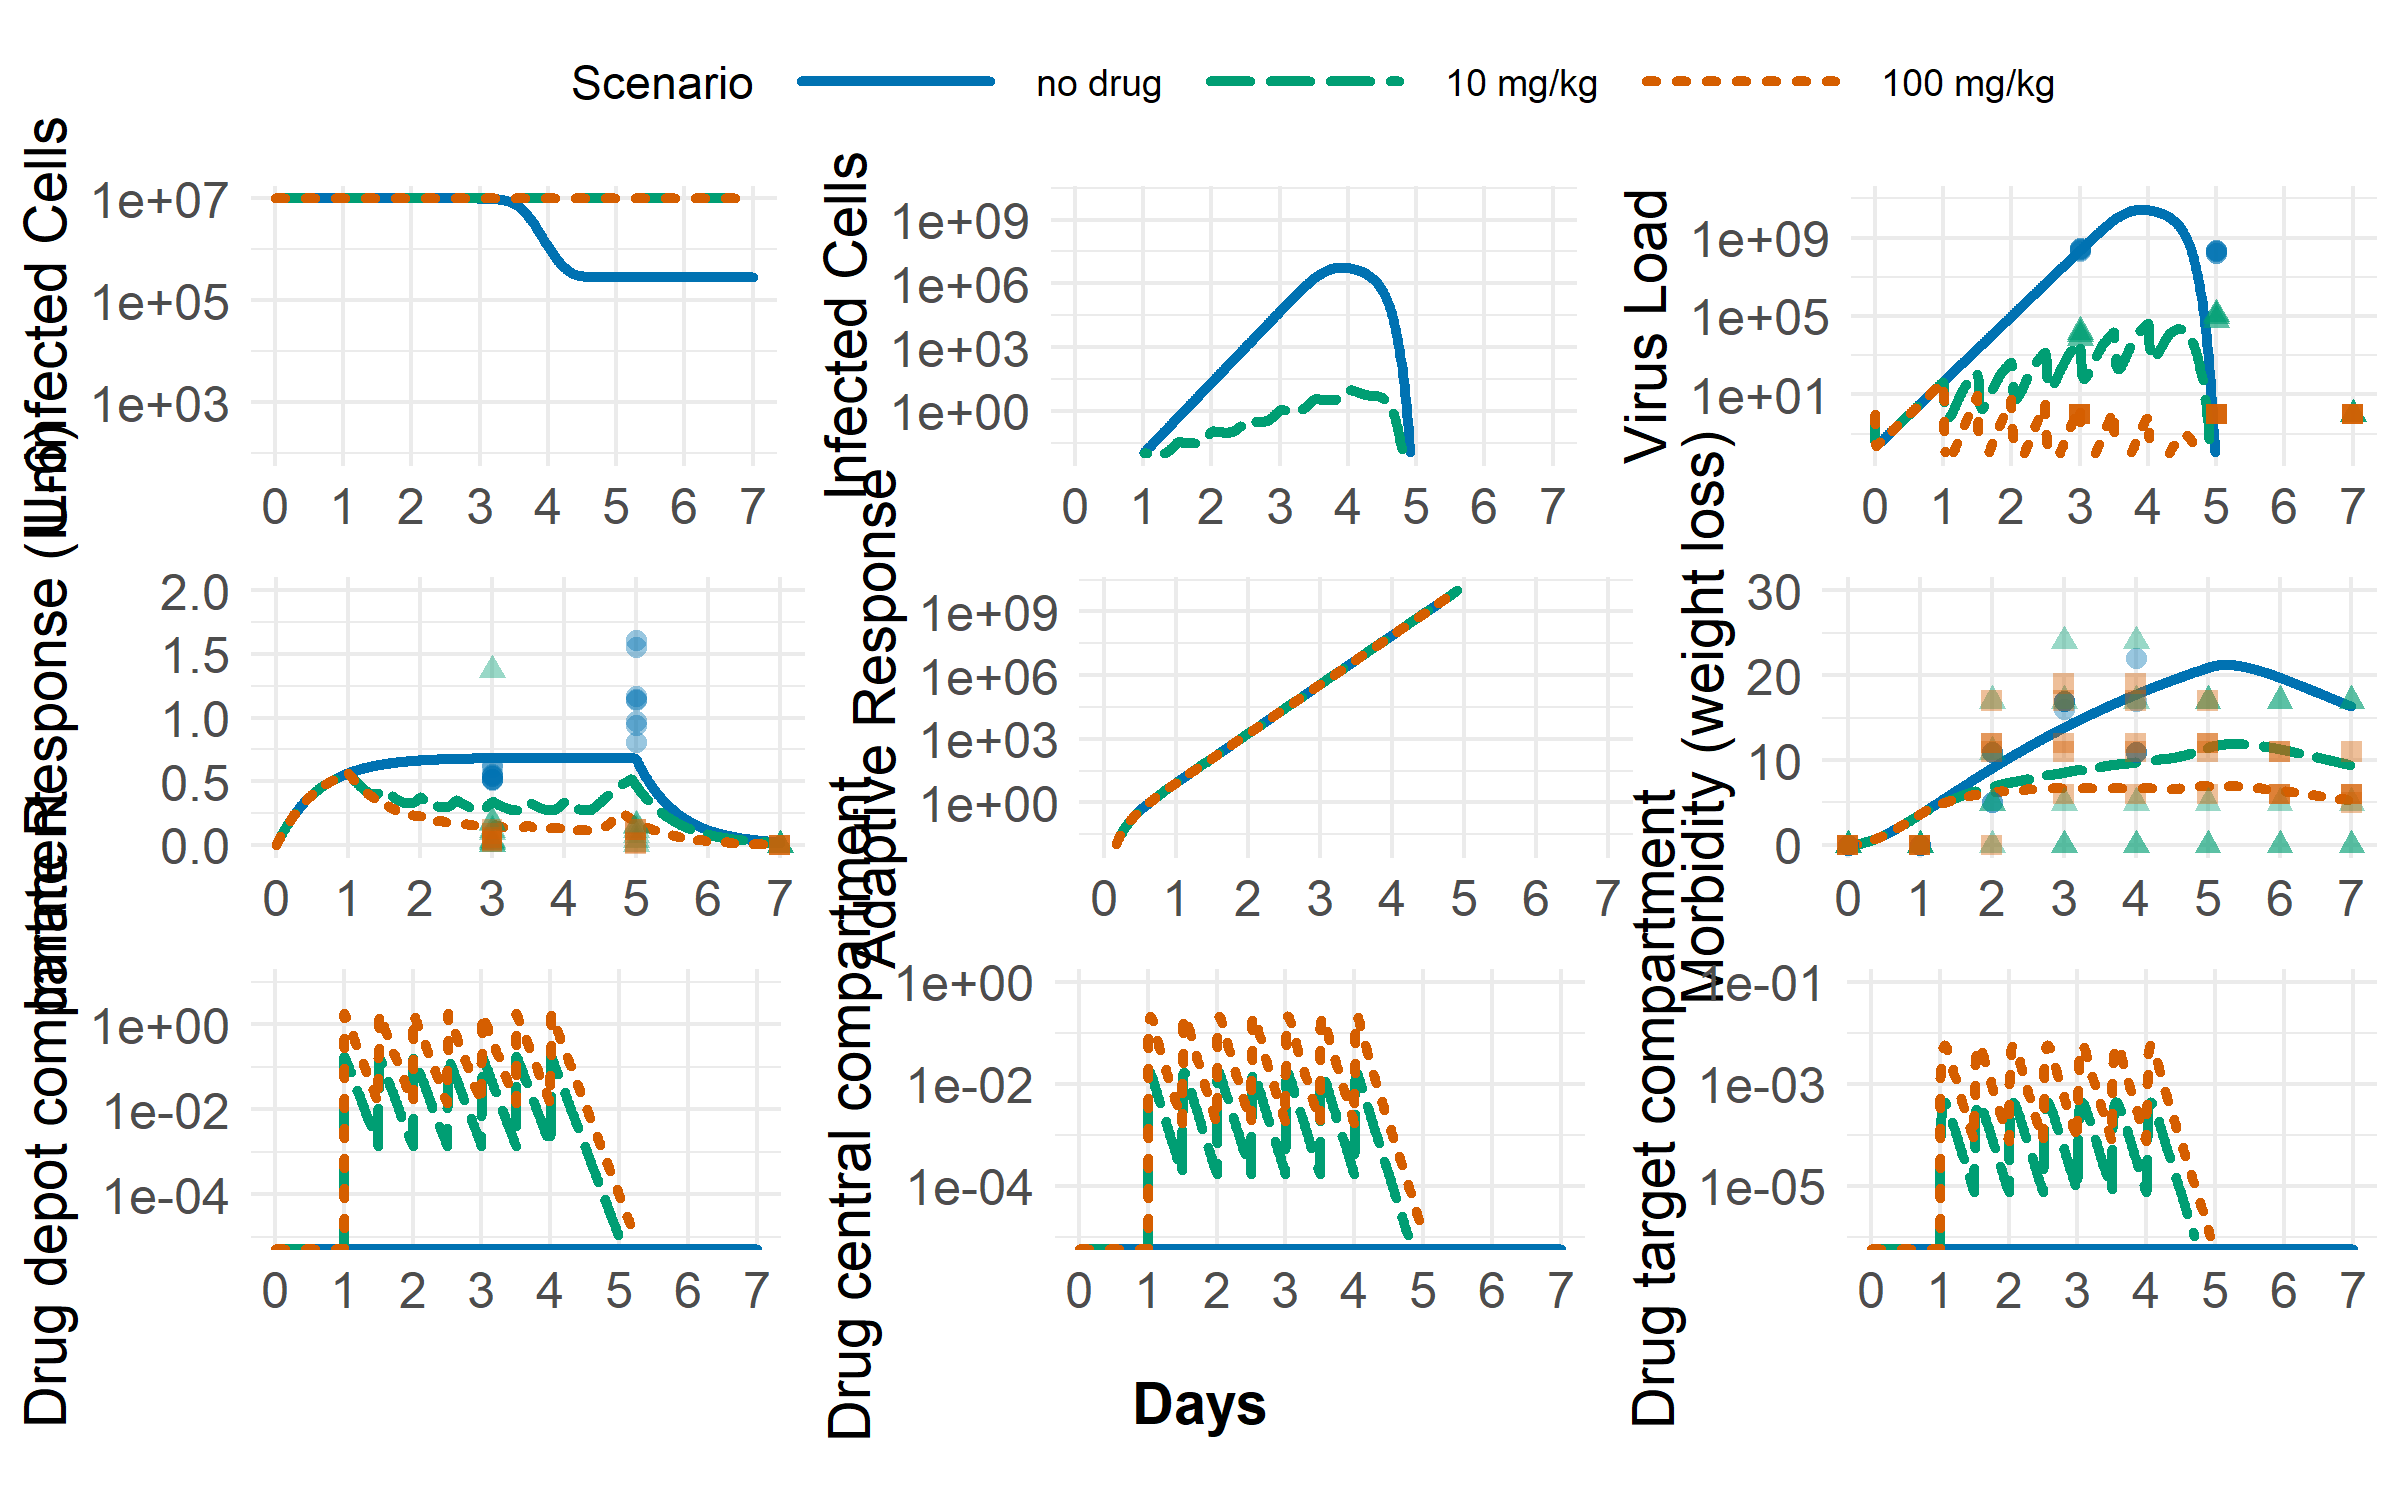 Scenario no drug 10 mg/kg 100 mg/kg
Uninfected Cells
1e+07
1e+05
1e+03
0 1 2 3 4 5 6 7
Infected Cells
1e+09
1e+06
1e+03
1e+00
0 1 2 3 4 5 6 7
Virus Load
1e+09
1e+05
1e+01
0 1 2 3 4 5 6 7
Innate Response (IL-6)
2.0
1.5
1.0
0.5
0.0
0 1 2 3 4 5 6 7
Adaptive Response
1e+09
1e+06
1e+03
1e+00
0 1 2 3 4 5 6 7
Morbidity (weight loss)
30
20
10
0
0 1 2 3 4 5 6 7
Drug depot compartment
1e+00
1e-02
1e-04
0 1 2 3 4 5 6 7
Drug central compartment
1e+00
1e-02
1e-04
0 1 2 3 4 5 6 7
Drug target compartment
1e-01
1e-03
1e-05
0 1 2 3 4 5 6 7
Days